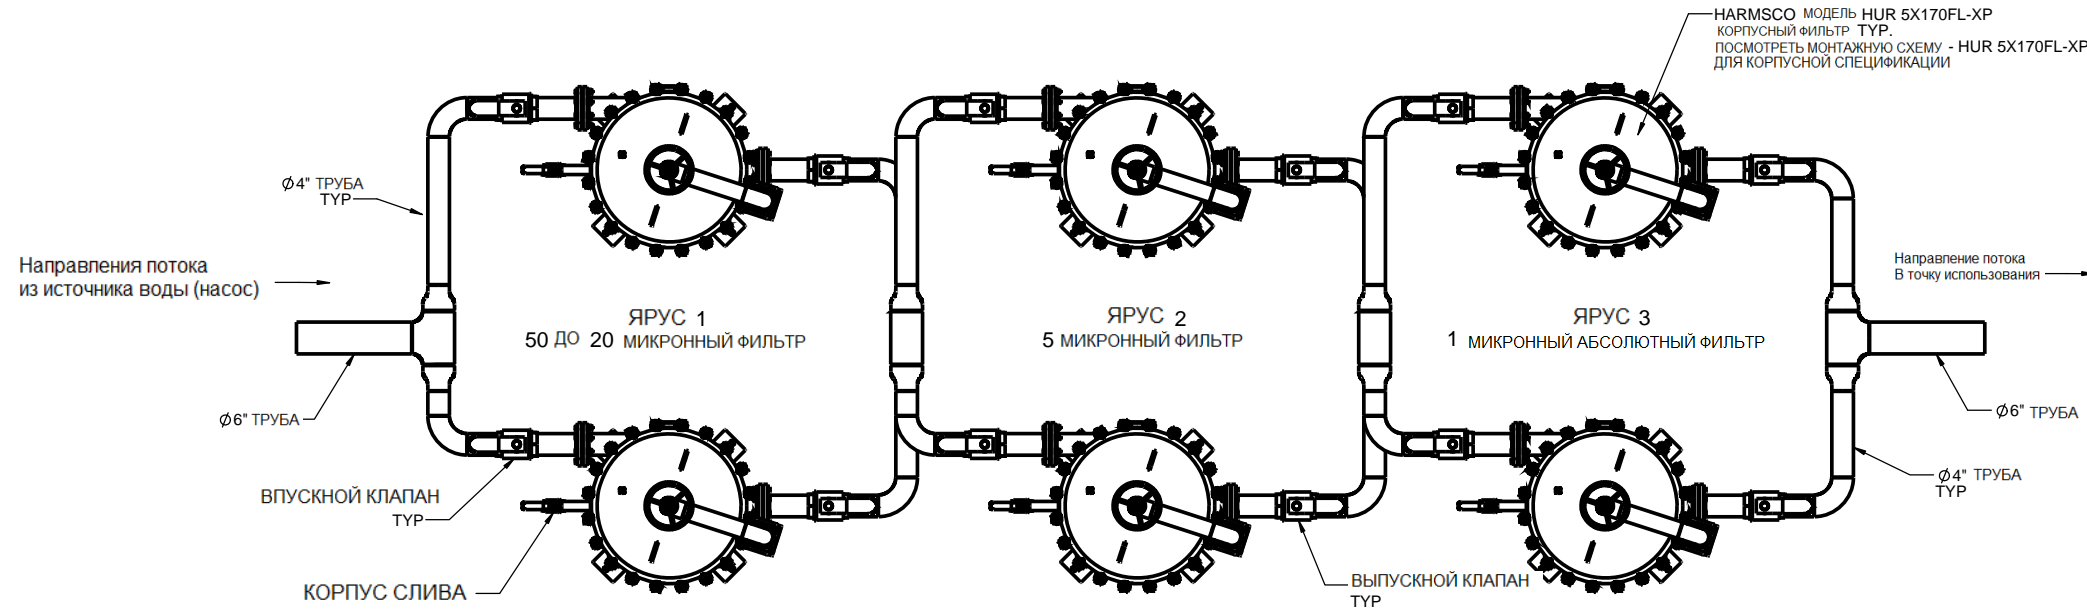 HARMSCO МОДЕЛЬ HUR 5X170FL-XP
КОРПУСНЫЙ ФИЛЬТР TYP.
ПОСМОТРЕТЬ МОНТАЖНУЮ СХЕМУ - HUR 5X170FL-XP
ДЛЯ КОРПУСНОЙ СПЕЦИФИКАЦИИ
Ø4" ТРУБА
TYP
Направления потока
из источника воды (насос)
Направление потока
В точку использования
ЯРУС 1
50 ДО 20 МИКРОННЫЙ ФИЛЬТР
ЯРУС 2
5 МИКРОННЫЙ ФИЛЬТР
ЯРУС 3
1 МИКРОННЫЙ АБСОЛЮТНЫЙ ФИЛЬТР
Ø6" ТРУБА
Ø6" ТРУБА
ВПУСКНОЙ КЛАПАН
TYP
Ø4" ТРУБА
TYP
КОРПУС СЛИВА
ВЫПУСКНОЙ КЛАПАН
TYP